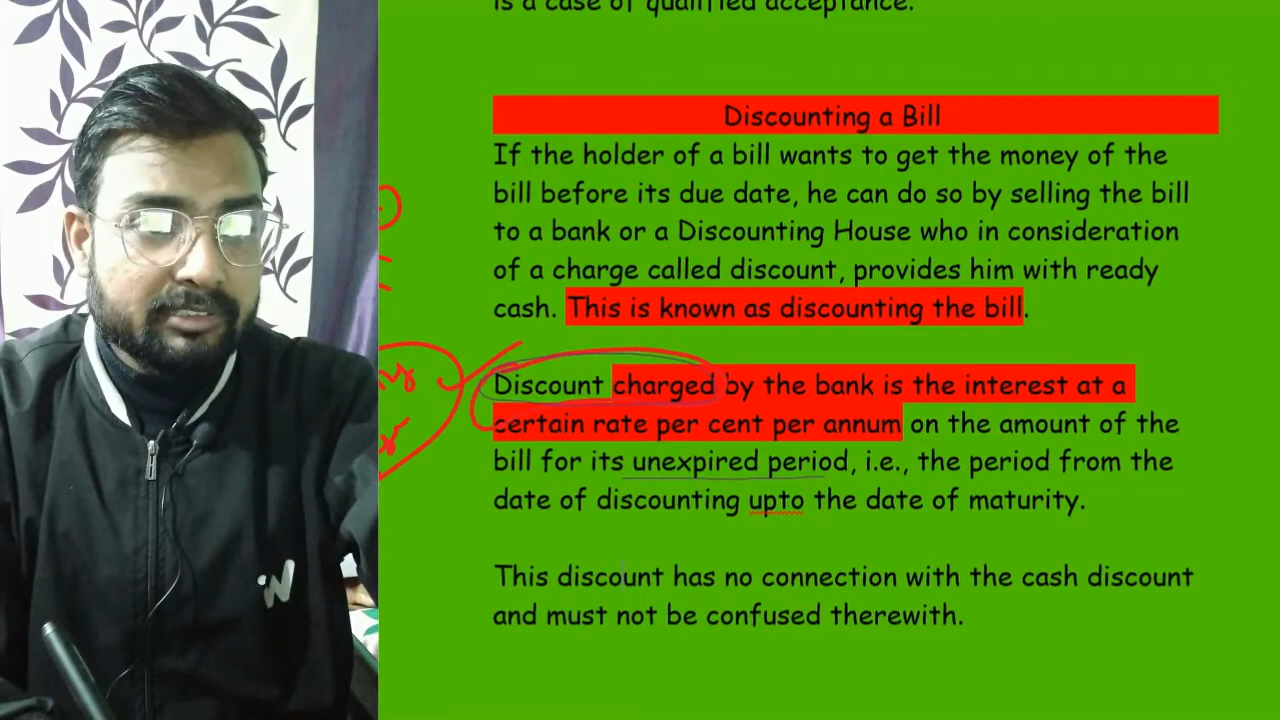 is a case of qualified acceptance.
Discounting a Bill
If the holder of a bill wants to get the money of the
bill before its due date, he can do so by selling the bill
to a bank or a Discounting House who in consideration
of a charge called discount, provides him with ready
cash. This is known as discounting the bill.
Discount charged by the bank is the interest at a
certain rate per cent per annum on the amount of the
bill for its unexpired period, i.e., the period from the
date of discounting upto the date of maturity.
This discount has no connection with the cash discount
and must not be confused therewith.